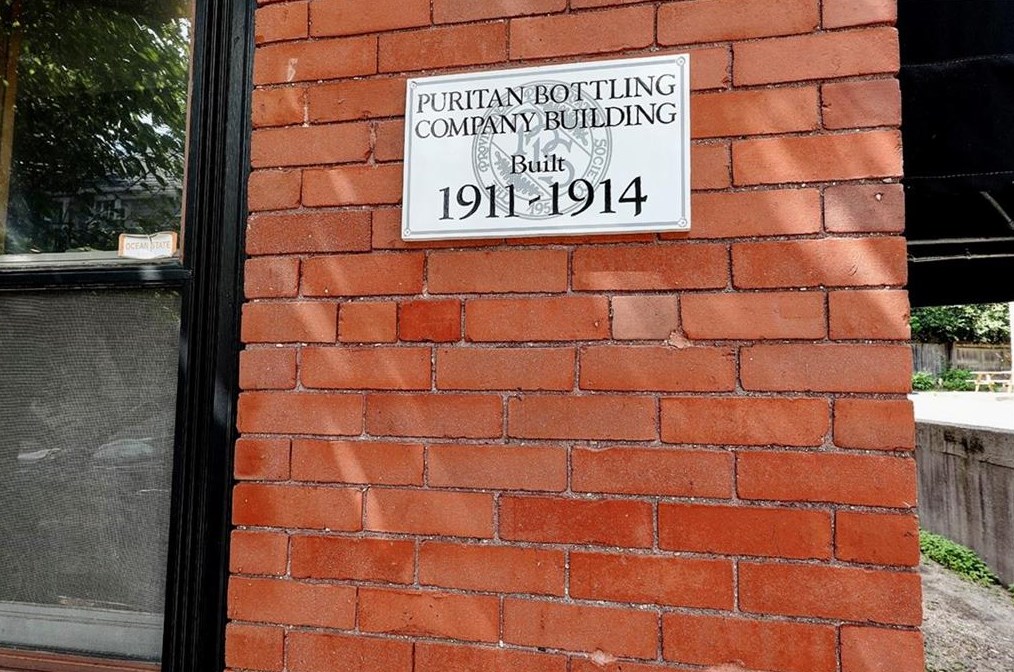 PURITAN BOTTLING
COMPANY BUILDING
Built
1911-1914
OCEAN STATE